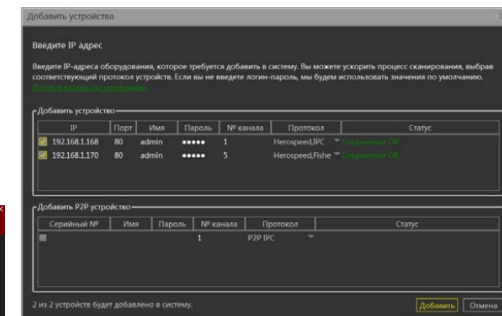 Добавить устройства
Введите IP адрес
Введите IP-адреса оборудования, которое требуется добавить в систему. Вы можете ускорить процесс сканирования, выбрав
соответствующий протокол устройств. Если вы не введете логин-пароль, мы будем использовать значения по умолчанию.
Добавить устройство
IP Порт Имя Пароль № канала Протокол Статус
192.168.1.168 80 admin ●●●●● 1 Herospeed,IPC Соединение OK
192.168.1.170 80 admin ●●●●● 5 Herospeed,Fishe Соединение OK
Добавить P2P устройство
Серийный № Имя Пароль № канала Протокол Статус
1 P2P IPC
2 из 2 устройств будет добавлено в систему.
Добавить Отмена